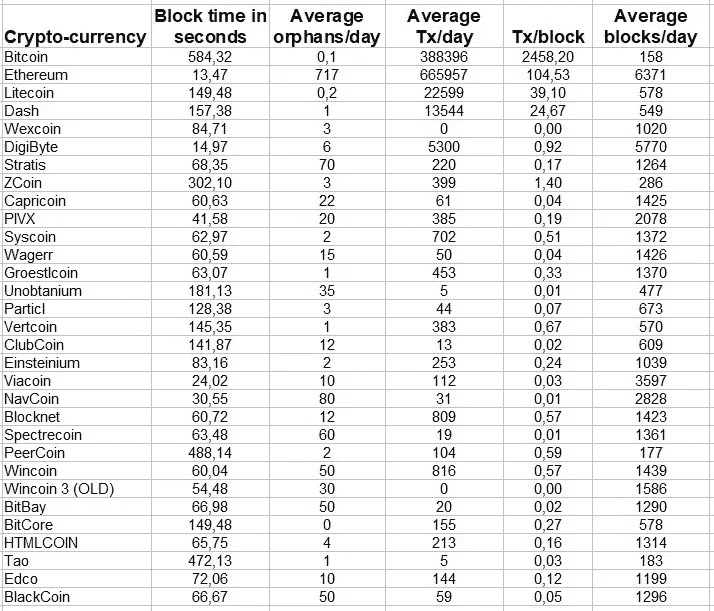 Crypto-currency Block time in seconds Average orphans/day Average Tx/day Tx/block Average blocks/day
Bitcoin 584,32 0,1 388396 2458,20 158
Ethereum 13,47 717 665957 104,53 6371
Litecoin 149,48 0,2 22599 39,10 578
Dash 157,38 1 13544 24,67 549
Wexcoin 84,71 3 0 0,00 1020
DigiByte 14,97 6 5300 0,92 5770
Stratis 68,35 70 220 0,17 1264
ZCoin 302,10 3 399 1,40 286
Capricoin 60,63 22 61 0,04 1425
PIVX 41,58 20 385 0,19 2078
Syscoin 62,97 2 702 0,51 1372
Wagerr 60,59 15 50 0,04 1426
Groestlcoin 63,07 1 453 0,33 1370
Unobtanium 181,13 35 5 0,01 477
Particl 128,38 3 44 0,07 673
Vertcoin 145,35 1 383 0,67 570
ClubCoin 141,87 12 13 0,02 609
Einsteinium 83,16 2 253 0,24 1039
Viacoin 24,02 10 112 0,03 3597
NavCoin 30,55 80 31 0,01 2828
Blocknet 60,72 12 809 0,57 1423
Spectrecoin 63,48 60 19 0,01 1361
PeerCoin 488,14 2 104 0,59 177
Wincoin 60,04 50 816 0,57 1439
Wincoin 3 (OLD) 54,48 30 0 0,00 1586
BitBay 66,98 50 20 0,02 1290
BitCore 149,48 0 155 0,27 578
HTMLCOIN 65,75 4 213 0,16 1314
Tao 472,13 1 5 0,03 183
Edco 72,06 10 144 0,12 1199
BlackCoin 66,67 50 59 0,05 1296